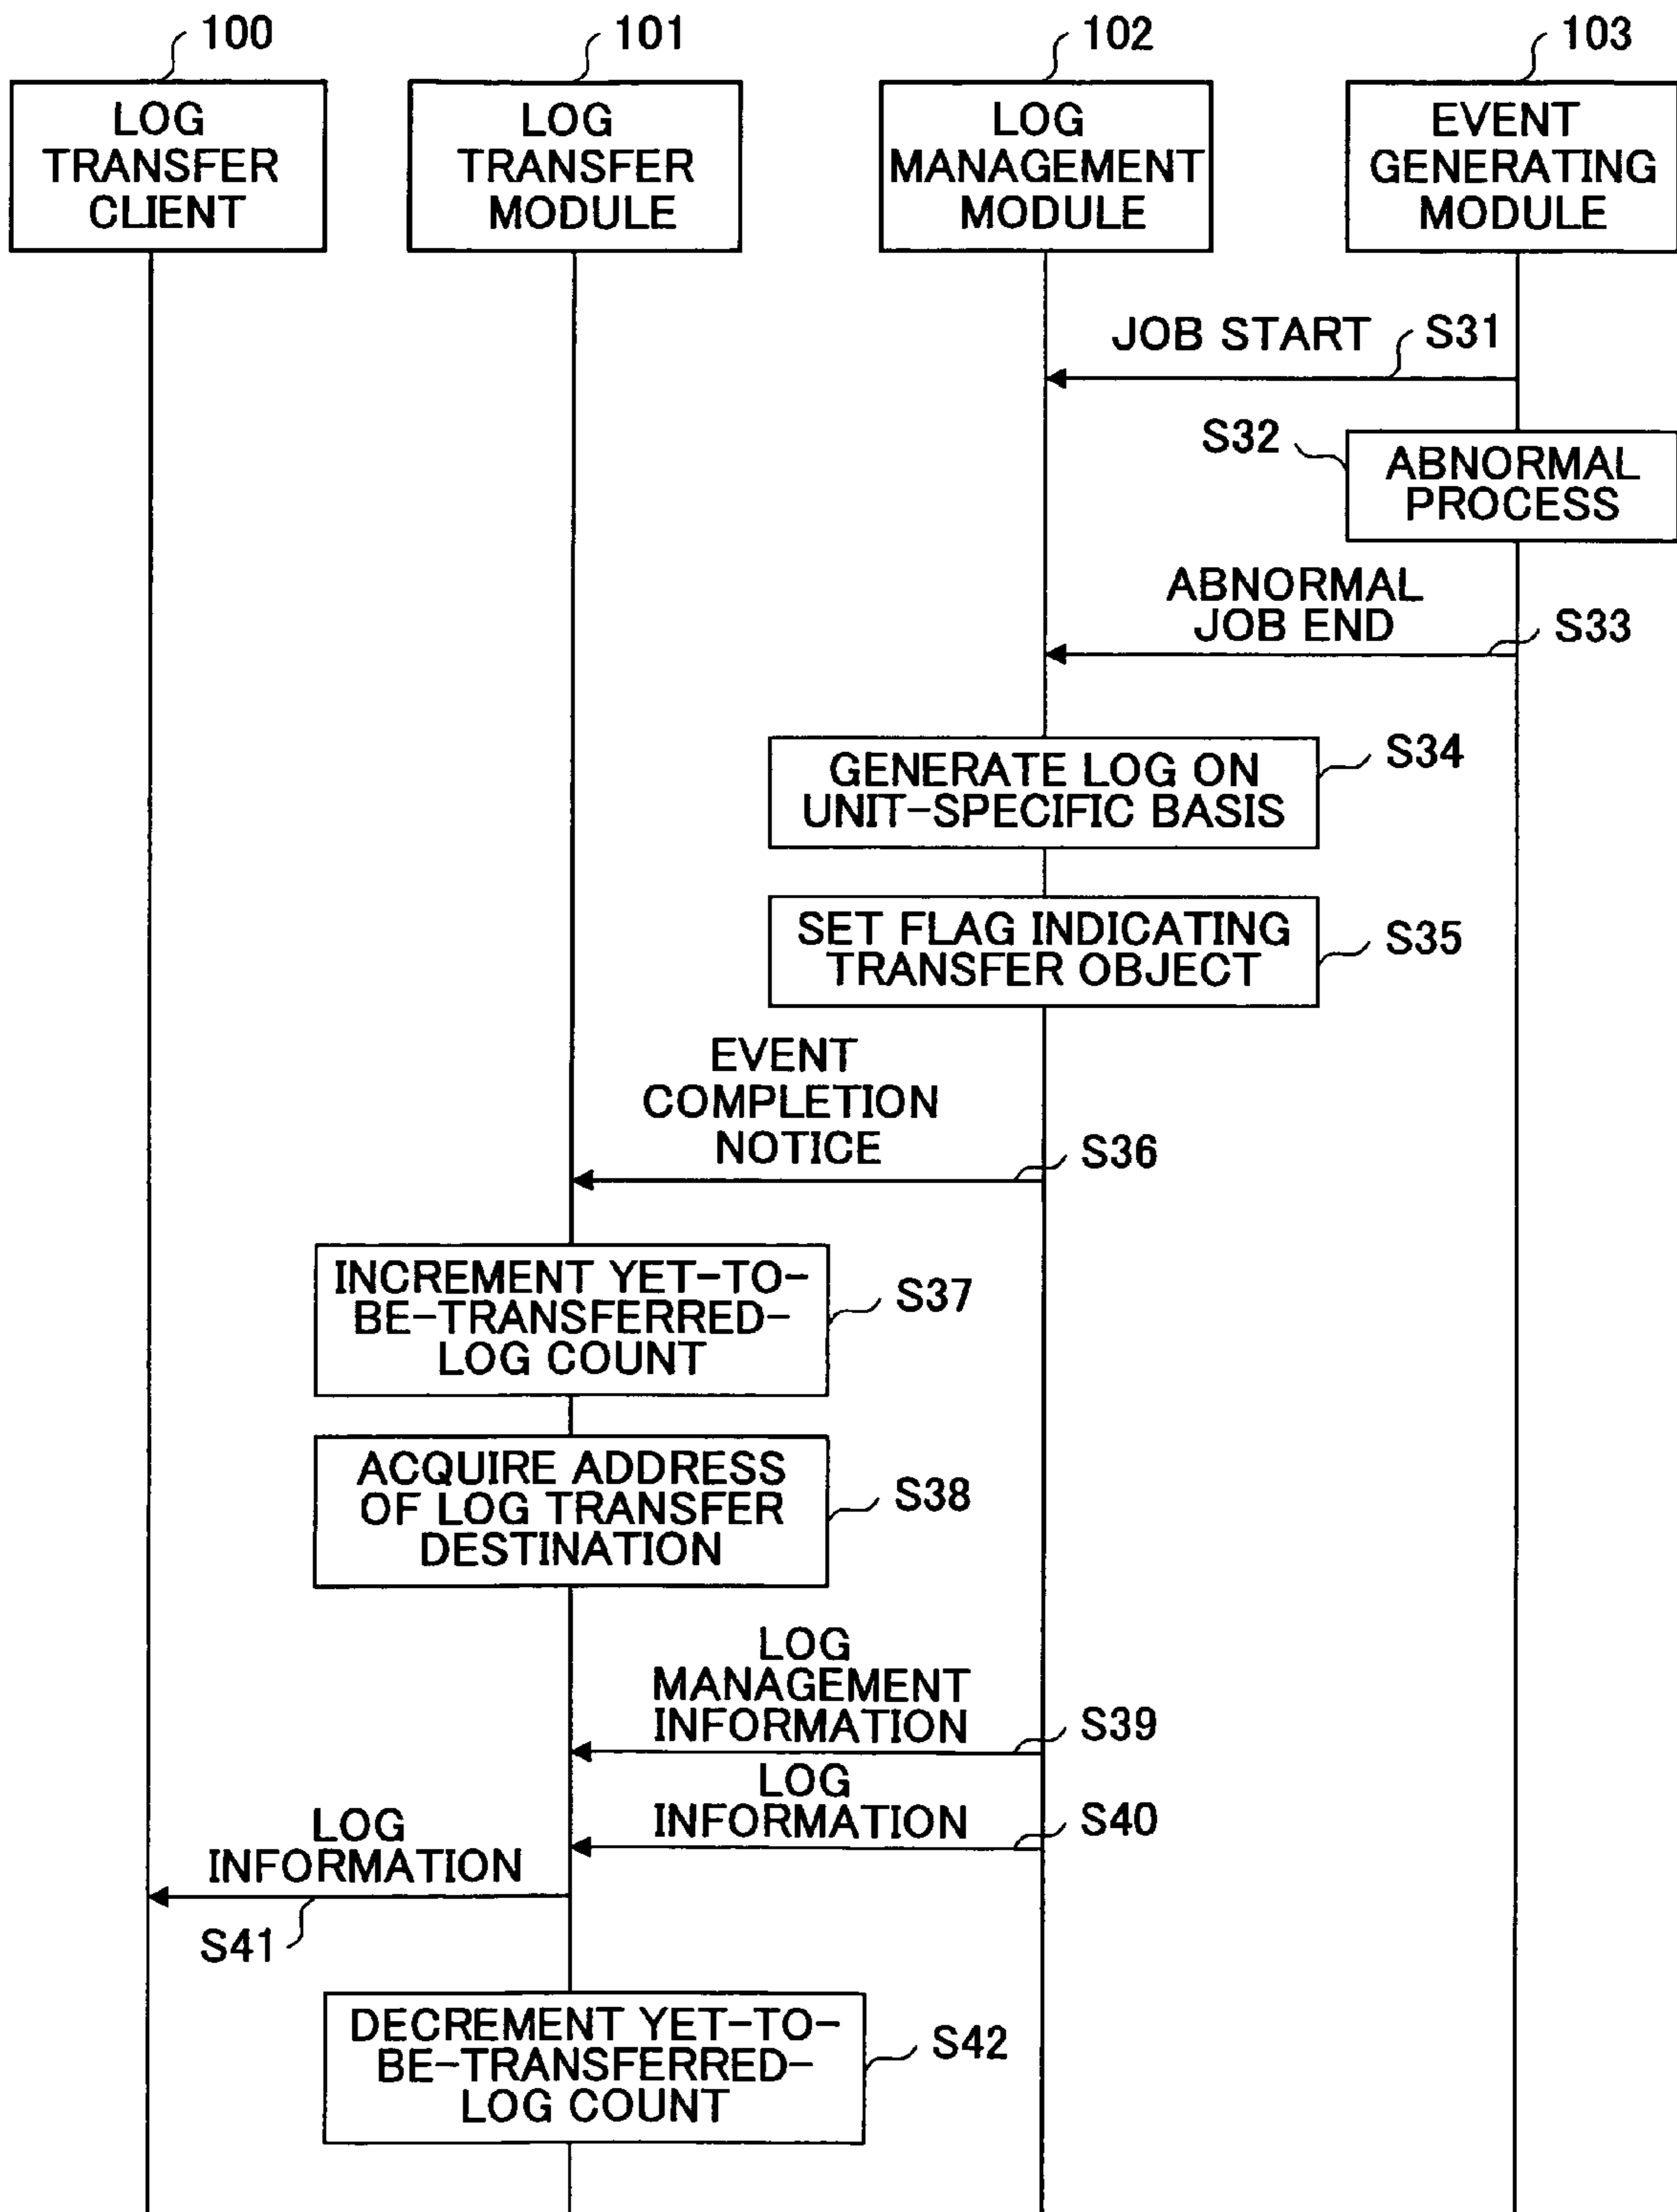 100
101
102
103
LOG
TRANSFER
CLIENT
LOG
TRANSFER
MODULE
LOG
MANAGEMENT
MODULE
EVENT
GENERATING
MODULE
JOB START
S31
S32
ABNORMAL
PROCESS
ABNORMAL
JOB END
S33
GENERATE LOG ON
UNIT-SPECIFIC BASIS
S34
SET FLAG INDICATING
TRANSFER OBJECT
S35
EVENT
COMPLETION
NOTICE
S36
INCREMENT YET-TO-
BE-TRANSFERRED-
LOG COUNT
S37
ACQUIRE ADDRESS
OF LOG TRANSFER
DESTINATION
S38
LOG
MANAGEMENT
INFORMATION
S39
LOG
INFORMATION
S40
LOG
INFORMATION
S41
DECREMENT YET-TO-
BE-TRANSFERRED-
LOG COUNT
S42